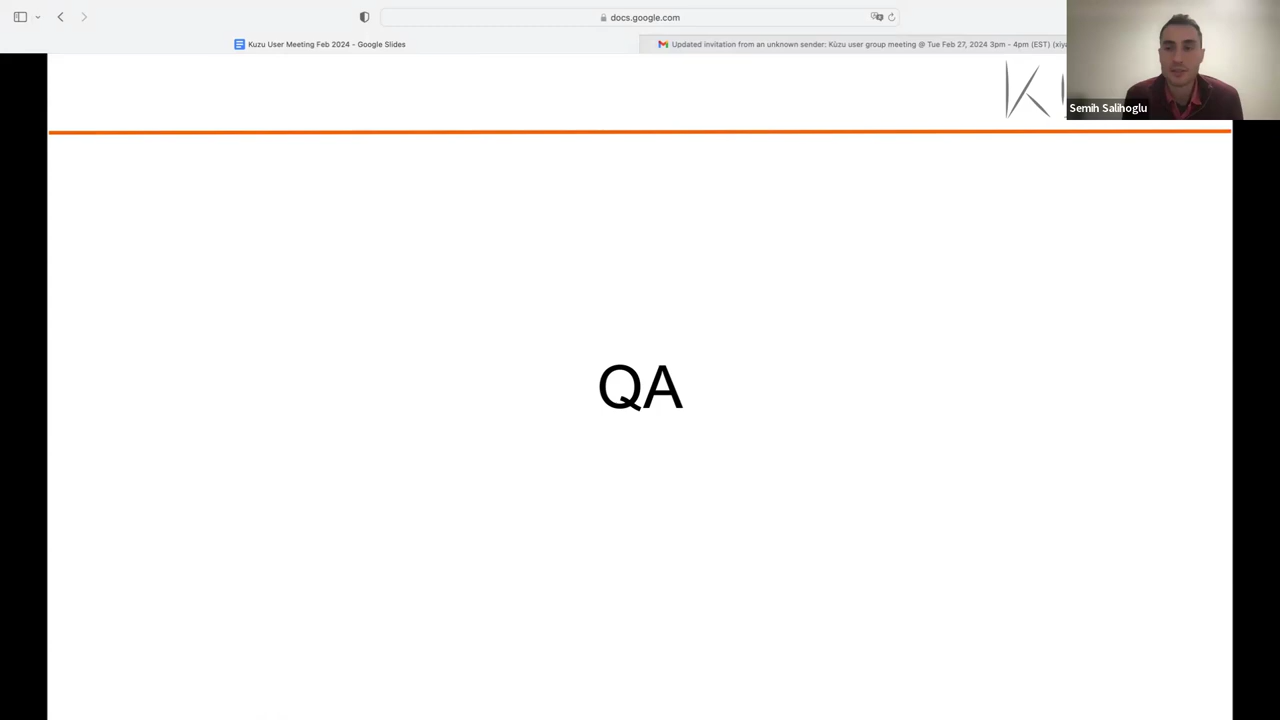 docs.google.com
Kuzu User Meeting Feb 2024 - Google Slides
Updated invitation from an unknown sender: Kùzu user group meeting @ Tue Feb 27, 2024 3pm - 4pm (EST) (xiy
K
Semih Salihoglu
QA